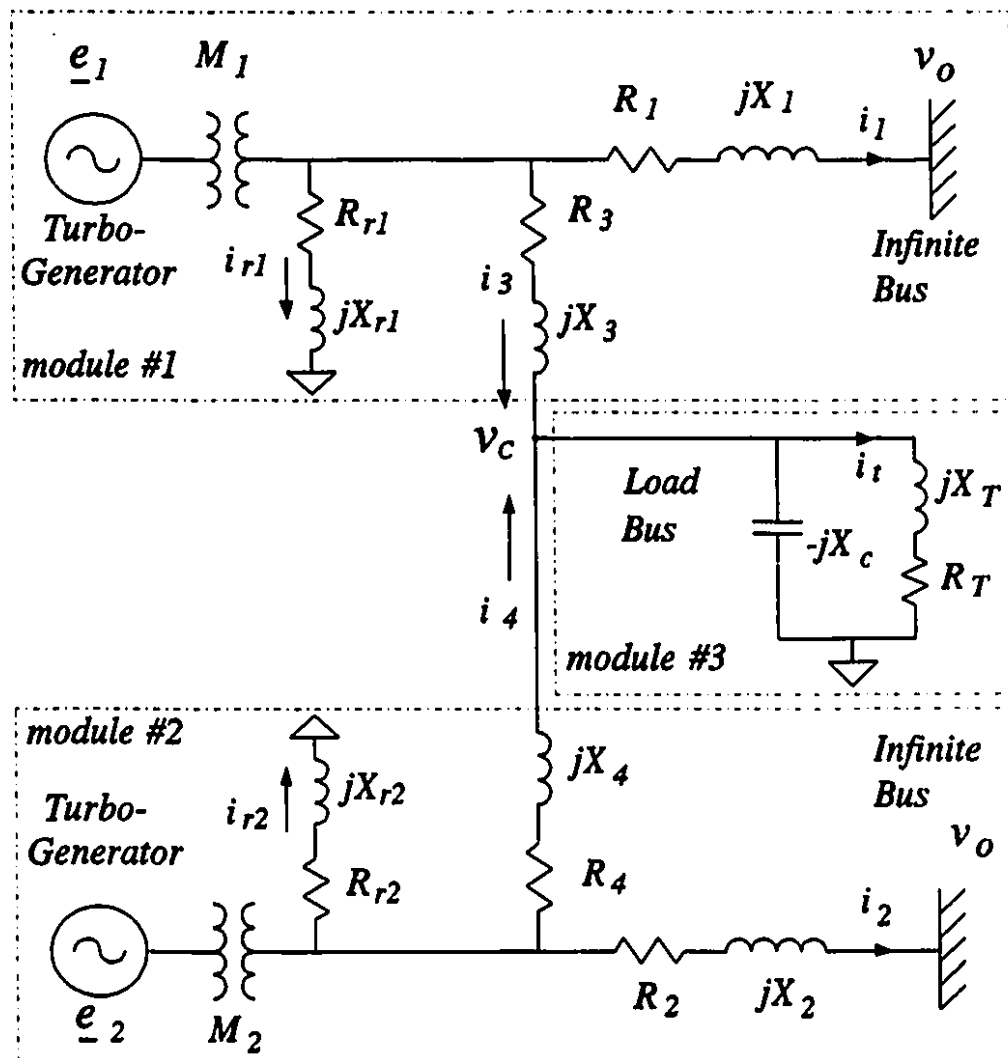 e1
M1
vo
R1
jX1
i1
Rr1
R3
Turbo-
Generator
Infinite
Bus
ir1
i3
jXr1
jX3
module #1
vc
it
Load
Bus
jXT
-jXc
RT
i4
module #3
module #2
Infinite
Bus
jX4
jXr2
ir2
Turbo-
Generator
vo
Rr2
R4
i2
R2
jX2
e2
M2